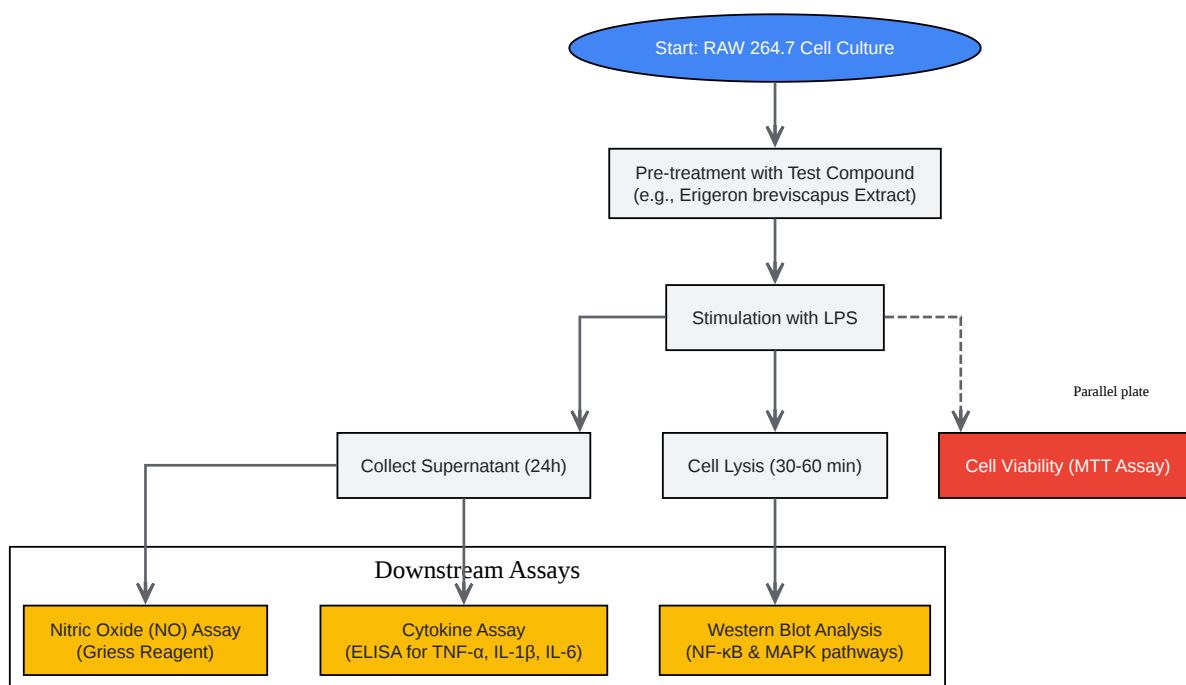 Start: RAW 264.7 Cell Culture
Pre-treatment with Test Compound
(e.g., Erigeron breviscapus Extract)
Stimulation with LPS
Parallel plate
Collect Supernatant (24h)
Cell Lysis (30-60 min)
Cell Viability (MTT Assay)
Downstream Assays
Nitric Oxide (NO) Assay
(Griess Reagent)
Cytokine Assay
(ELISA for TNF-α, IL-1β, IL-6)
Western Blot Analysis
(NF-κB & MAPK pathways)